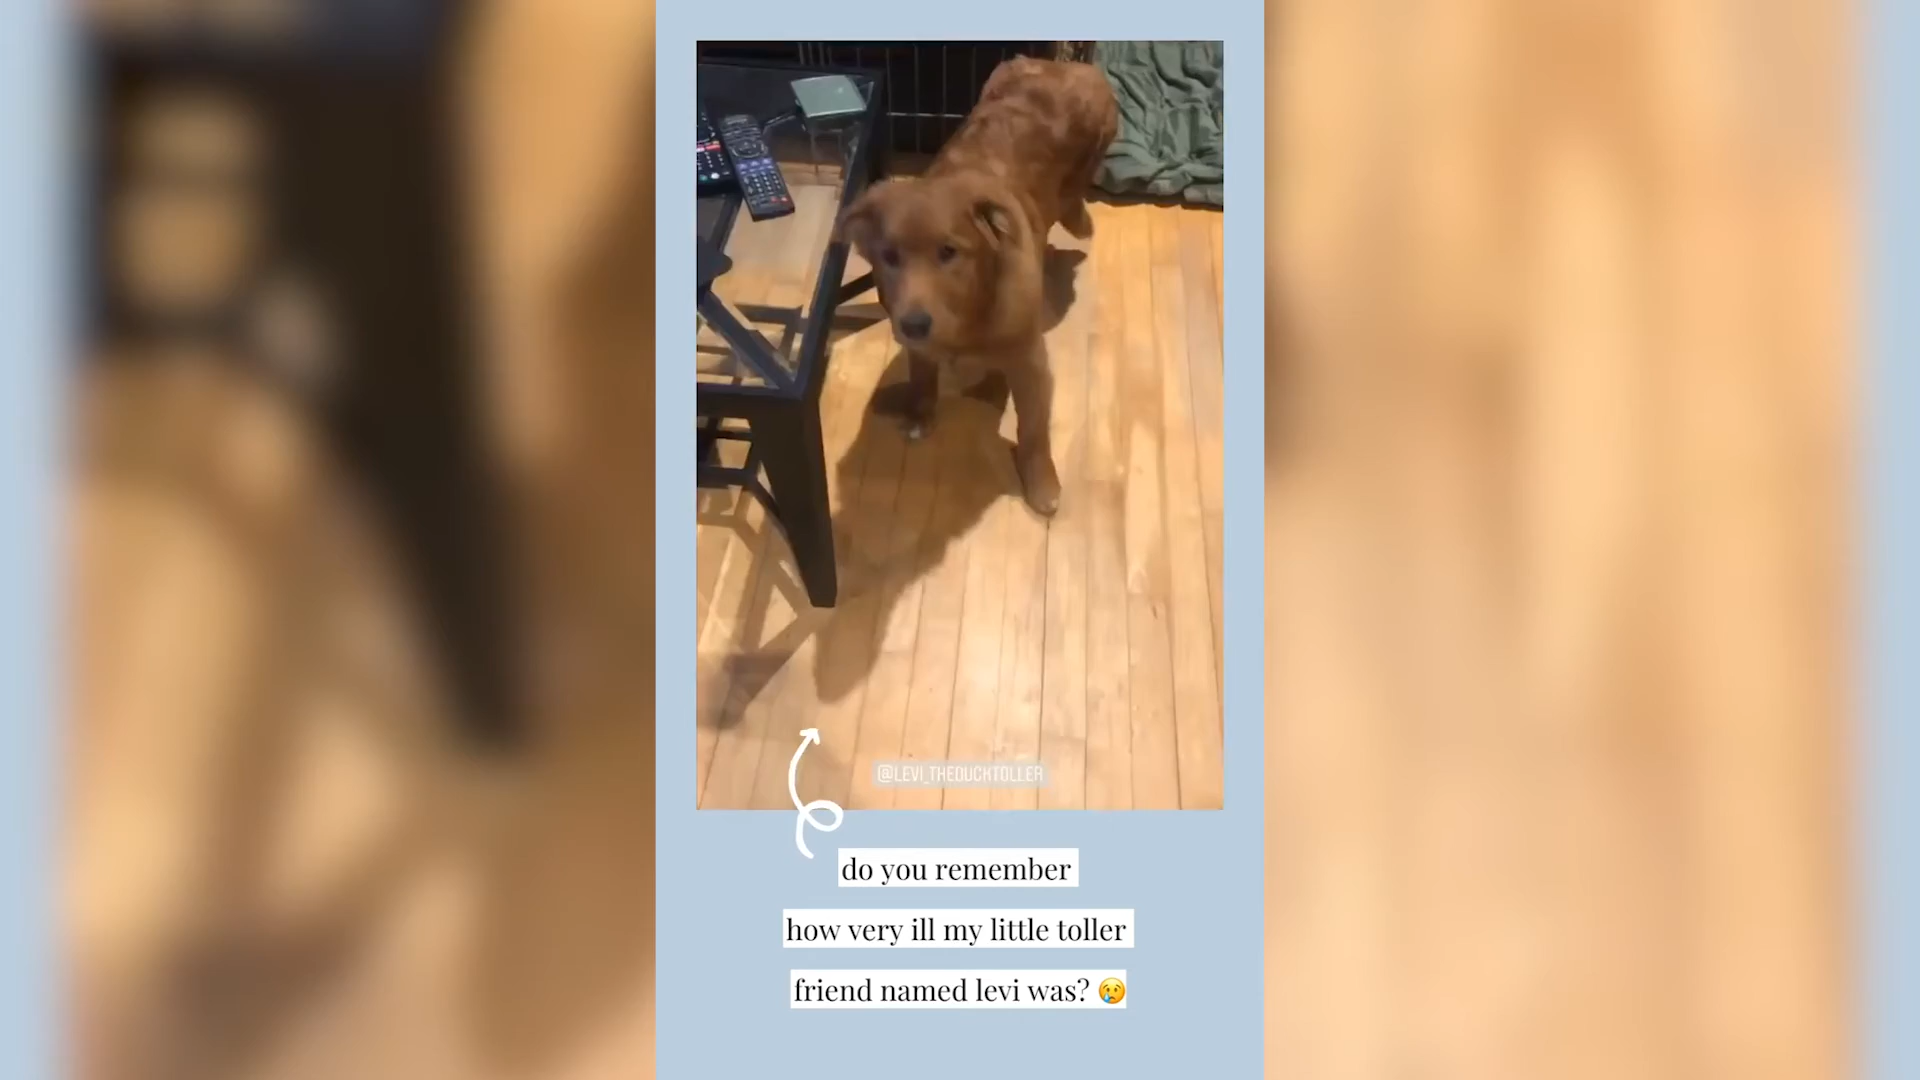 @LEVI_THEDUCKTOLLER
do you remember
how very ill my little toller
friend named levi was? 😢